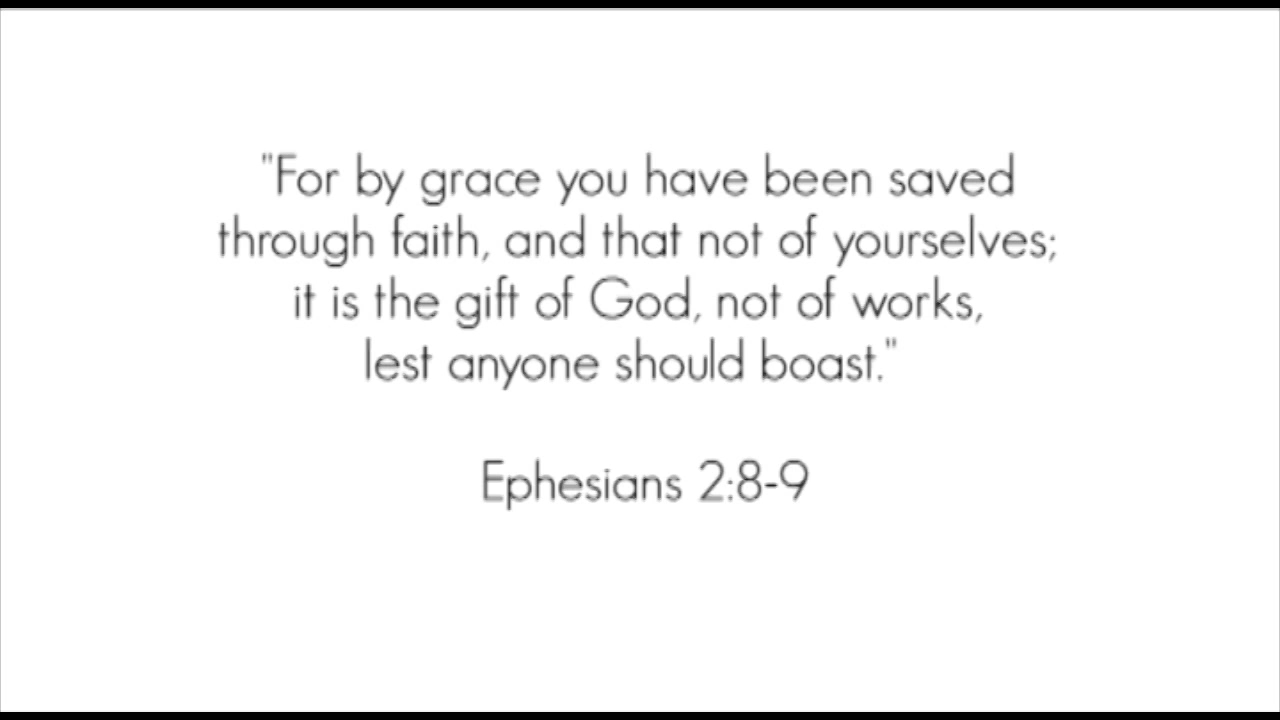 "For by grace you have been saved
through faith, and that not of yourselves;
it is the gift of God, not of works,
lest anyone should boast."
Ephesians 2:8-9